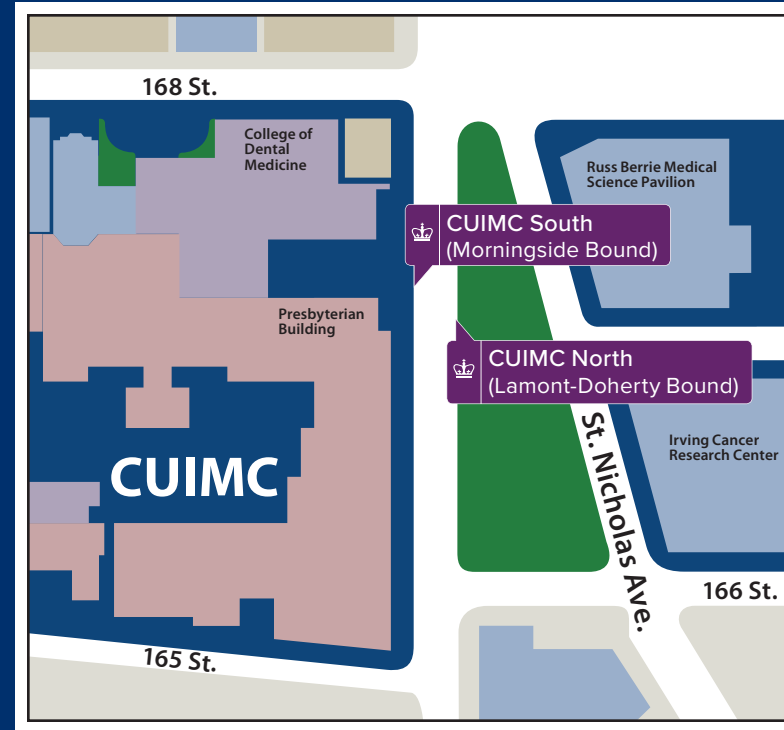 168 St.
College of
Dental
Medicine
Russ Berrie Medical
Science Pavilion
CUIMC South
(Morningside Bound)
Presbyterian
Building
CUIMC North
(Lamont-Doherty Bound)
St. Nicholas Ave.
Irving Cancer
Research Center
CUIMC
166 St.
165 St.